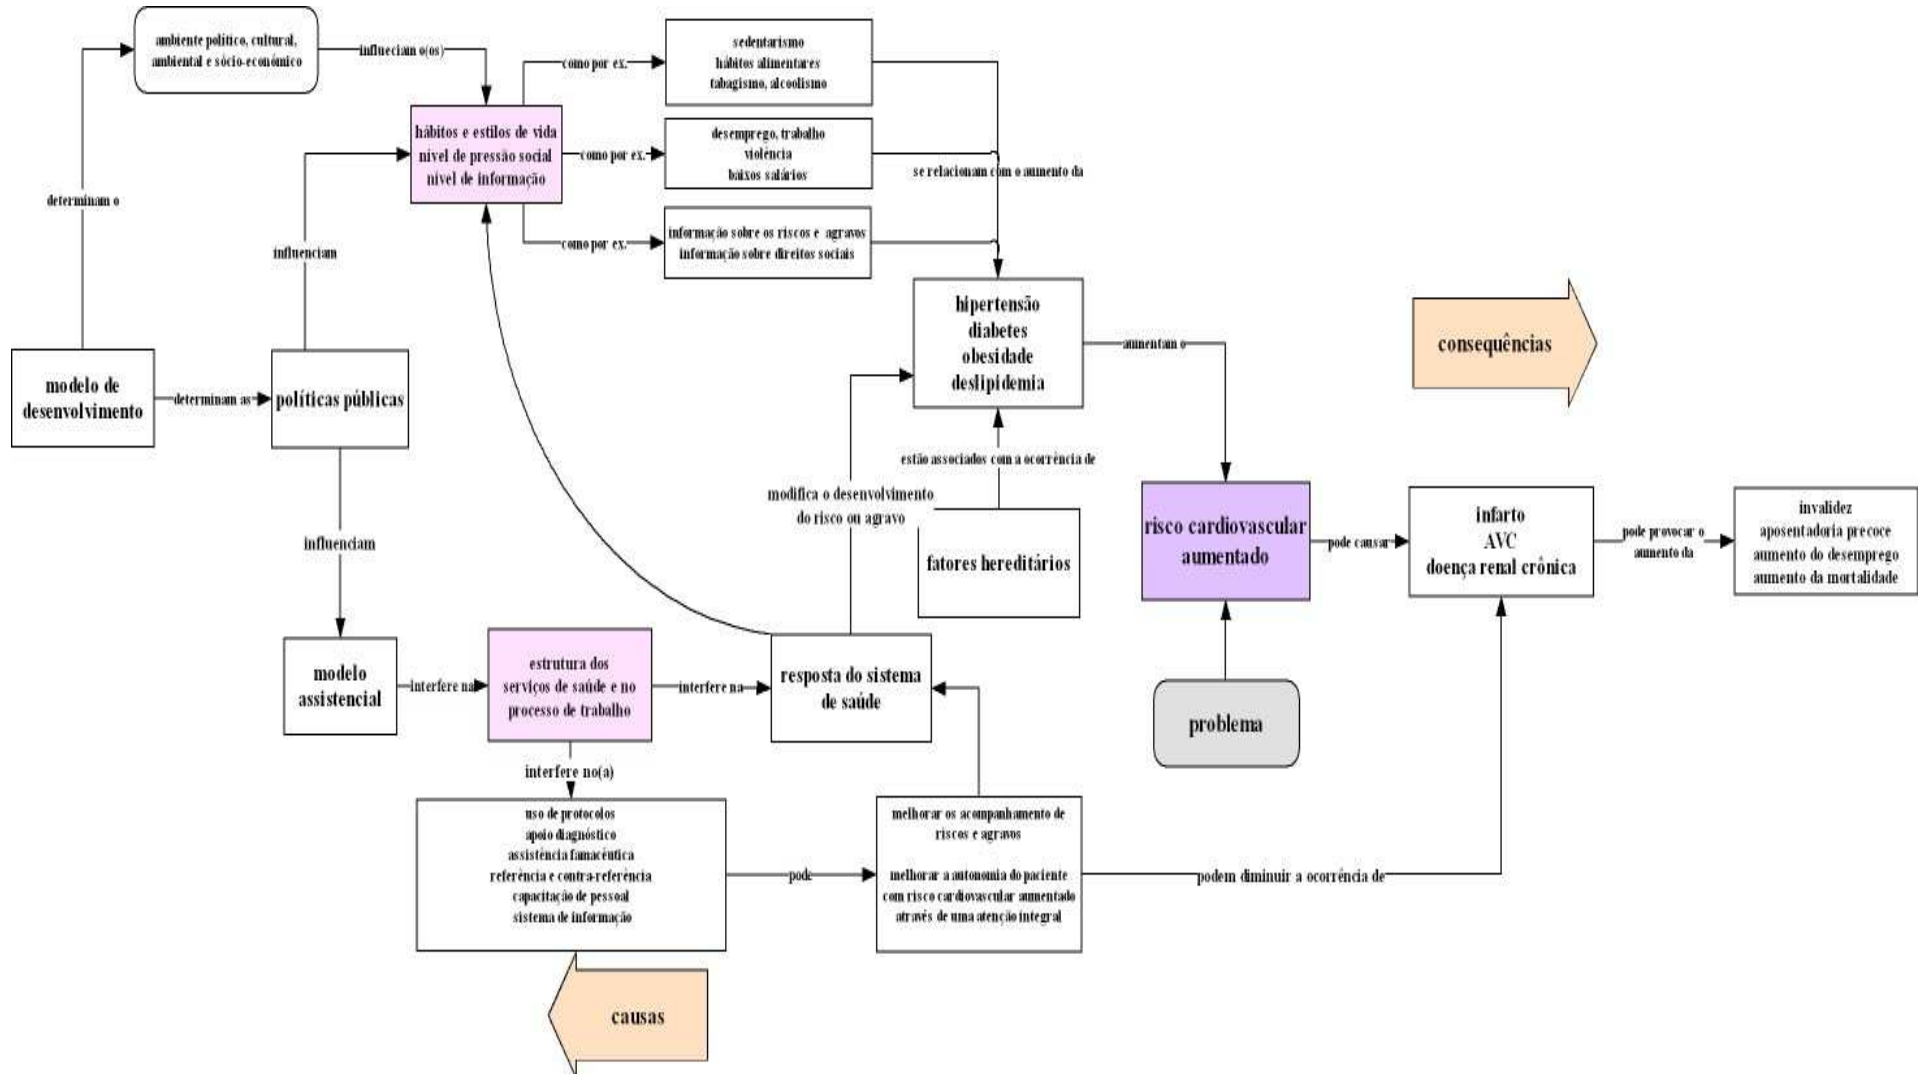 ambiente político, cultural,
ambiental e sócio-econômico
influeciam o(os)
sedentarismo
hábitos alimentares
tabagismo, alcoolismo
como por ex.
hábitos e estilos de vida
nível de pressão social
nível de informação
como por ex.
desemprego, trabalho
violência
baixos salários
se relacionam com o aumento da
determinam o
influenciam
como por ex.
informação sobre os riscos e agravos
informação sobre direitos sociais
hipertensão
diabetes
obesidade
deslipidemia
aumentam o
consequências
modelo de
desenvolvimento
determinam as
políticas públicas
estão associados com a ocorrência de
modifica o desenvolvimento
do risco ou agravo
fatores hereditários
risco cardiovascular
aumentado
pode causar
infarto
AVC
doença renal crônica
pode provocar o
aumento da
invalidez
aposentadoria precoce
aumento do desemprego
aumento da mortalidade
influenciam
modelo
assistencial
interfere na
estrutura dos
serviços de saúde e no
processo de trabalho
interfere na
resposta do sistema
de saúde
problema
interfere no(a)
uso de protocolos
apoio diagnóstico
assistência famacêutica
referência e contra-referência
capacitação de pessoal
sistema de informação
pode
melhorar os acompanhamento de
riscos e agravos
melhorar a autonomia do paciente
com risco cardiovascular aumentado
através de uma atenção integral
podem diminuir a ocorrência de
causas